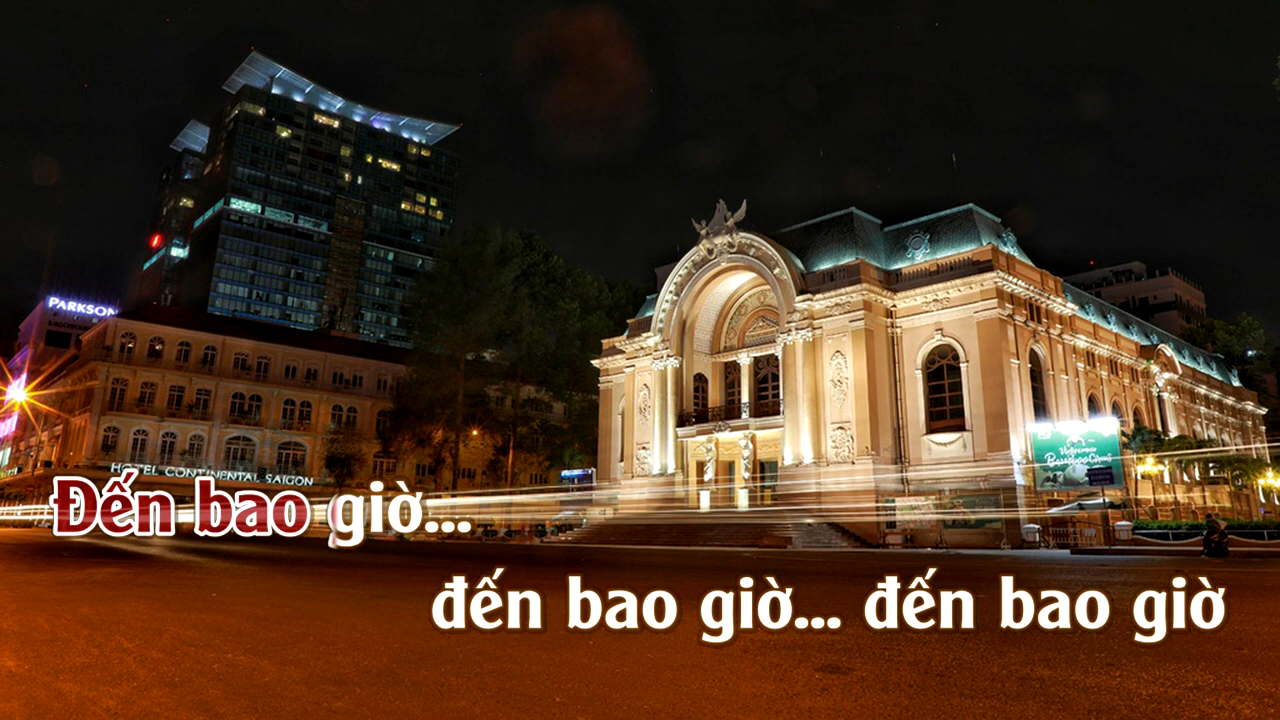 PARKSON
HOTEL CONTINENTAL SAIGON
Đến bao giờ...
đến bao giờ... đến bao giờ